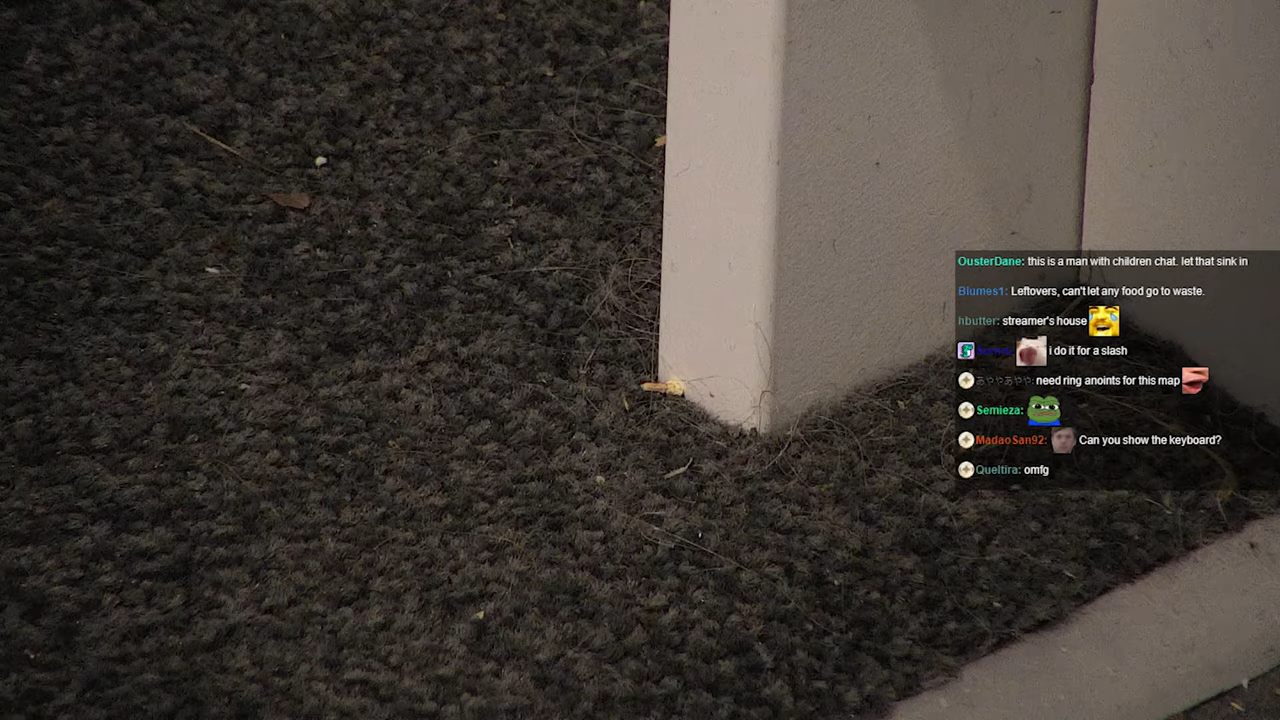 OusterDane: this is a man with children chat. let that sink in
Blumes1: Leftovers, can't let any food go to waste.
hbutter: streamer's house
i do it for a slash
need ring anoints for this map
Semieza:
MadaoSan92: Can you show the keyboard?
Queltira: omfg